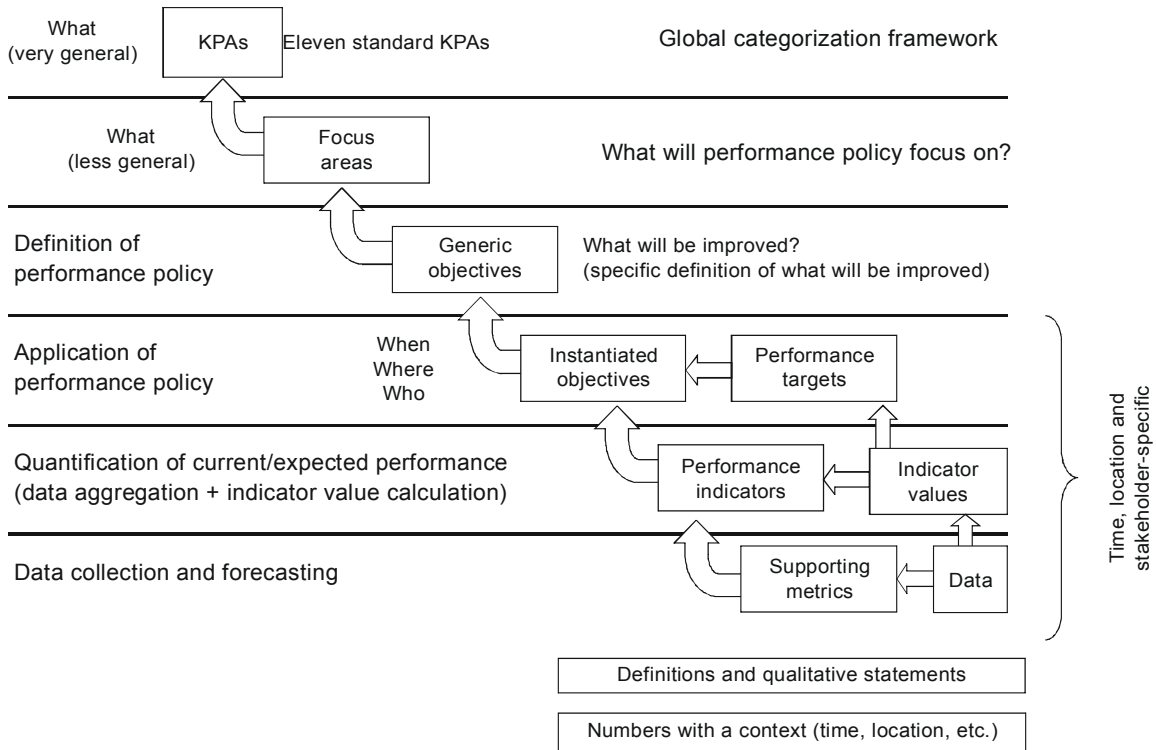 What
(very general)
KPAs
Eleven standard KPAs
Global categorization framework
What
(less general)
Focus
areas
What will performance policy focus on?
Definition of
performance policy
Generic
objectives
What will be improved?
(specific definition of what will be improved)
Application of
performance policy
When
Where
Who
Instantiated
objectives
Performance
targets
Quantification of current/expected performance
(data aggregation + indicator value calculation)
Performance
indicators
Indicator
values
Data collection and forecasting
Supporting
metrics
Data
Time, location and
stakeholder-specific
Definitions and qualitative statements
Numbers with a context (time, location, etc.)